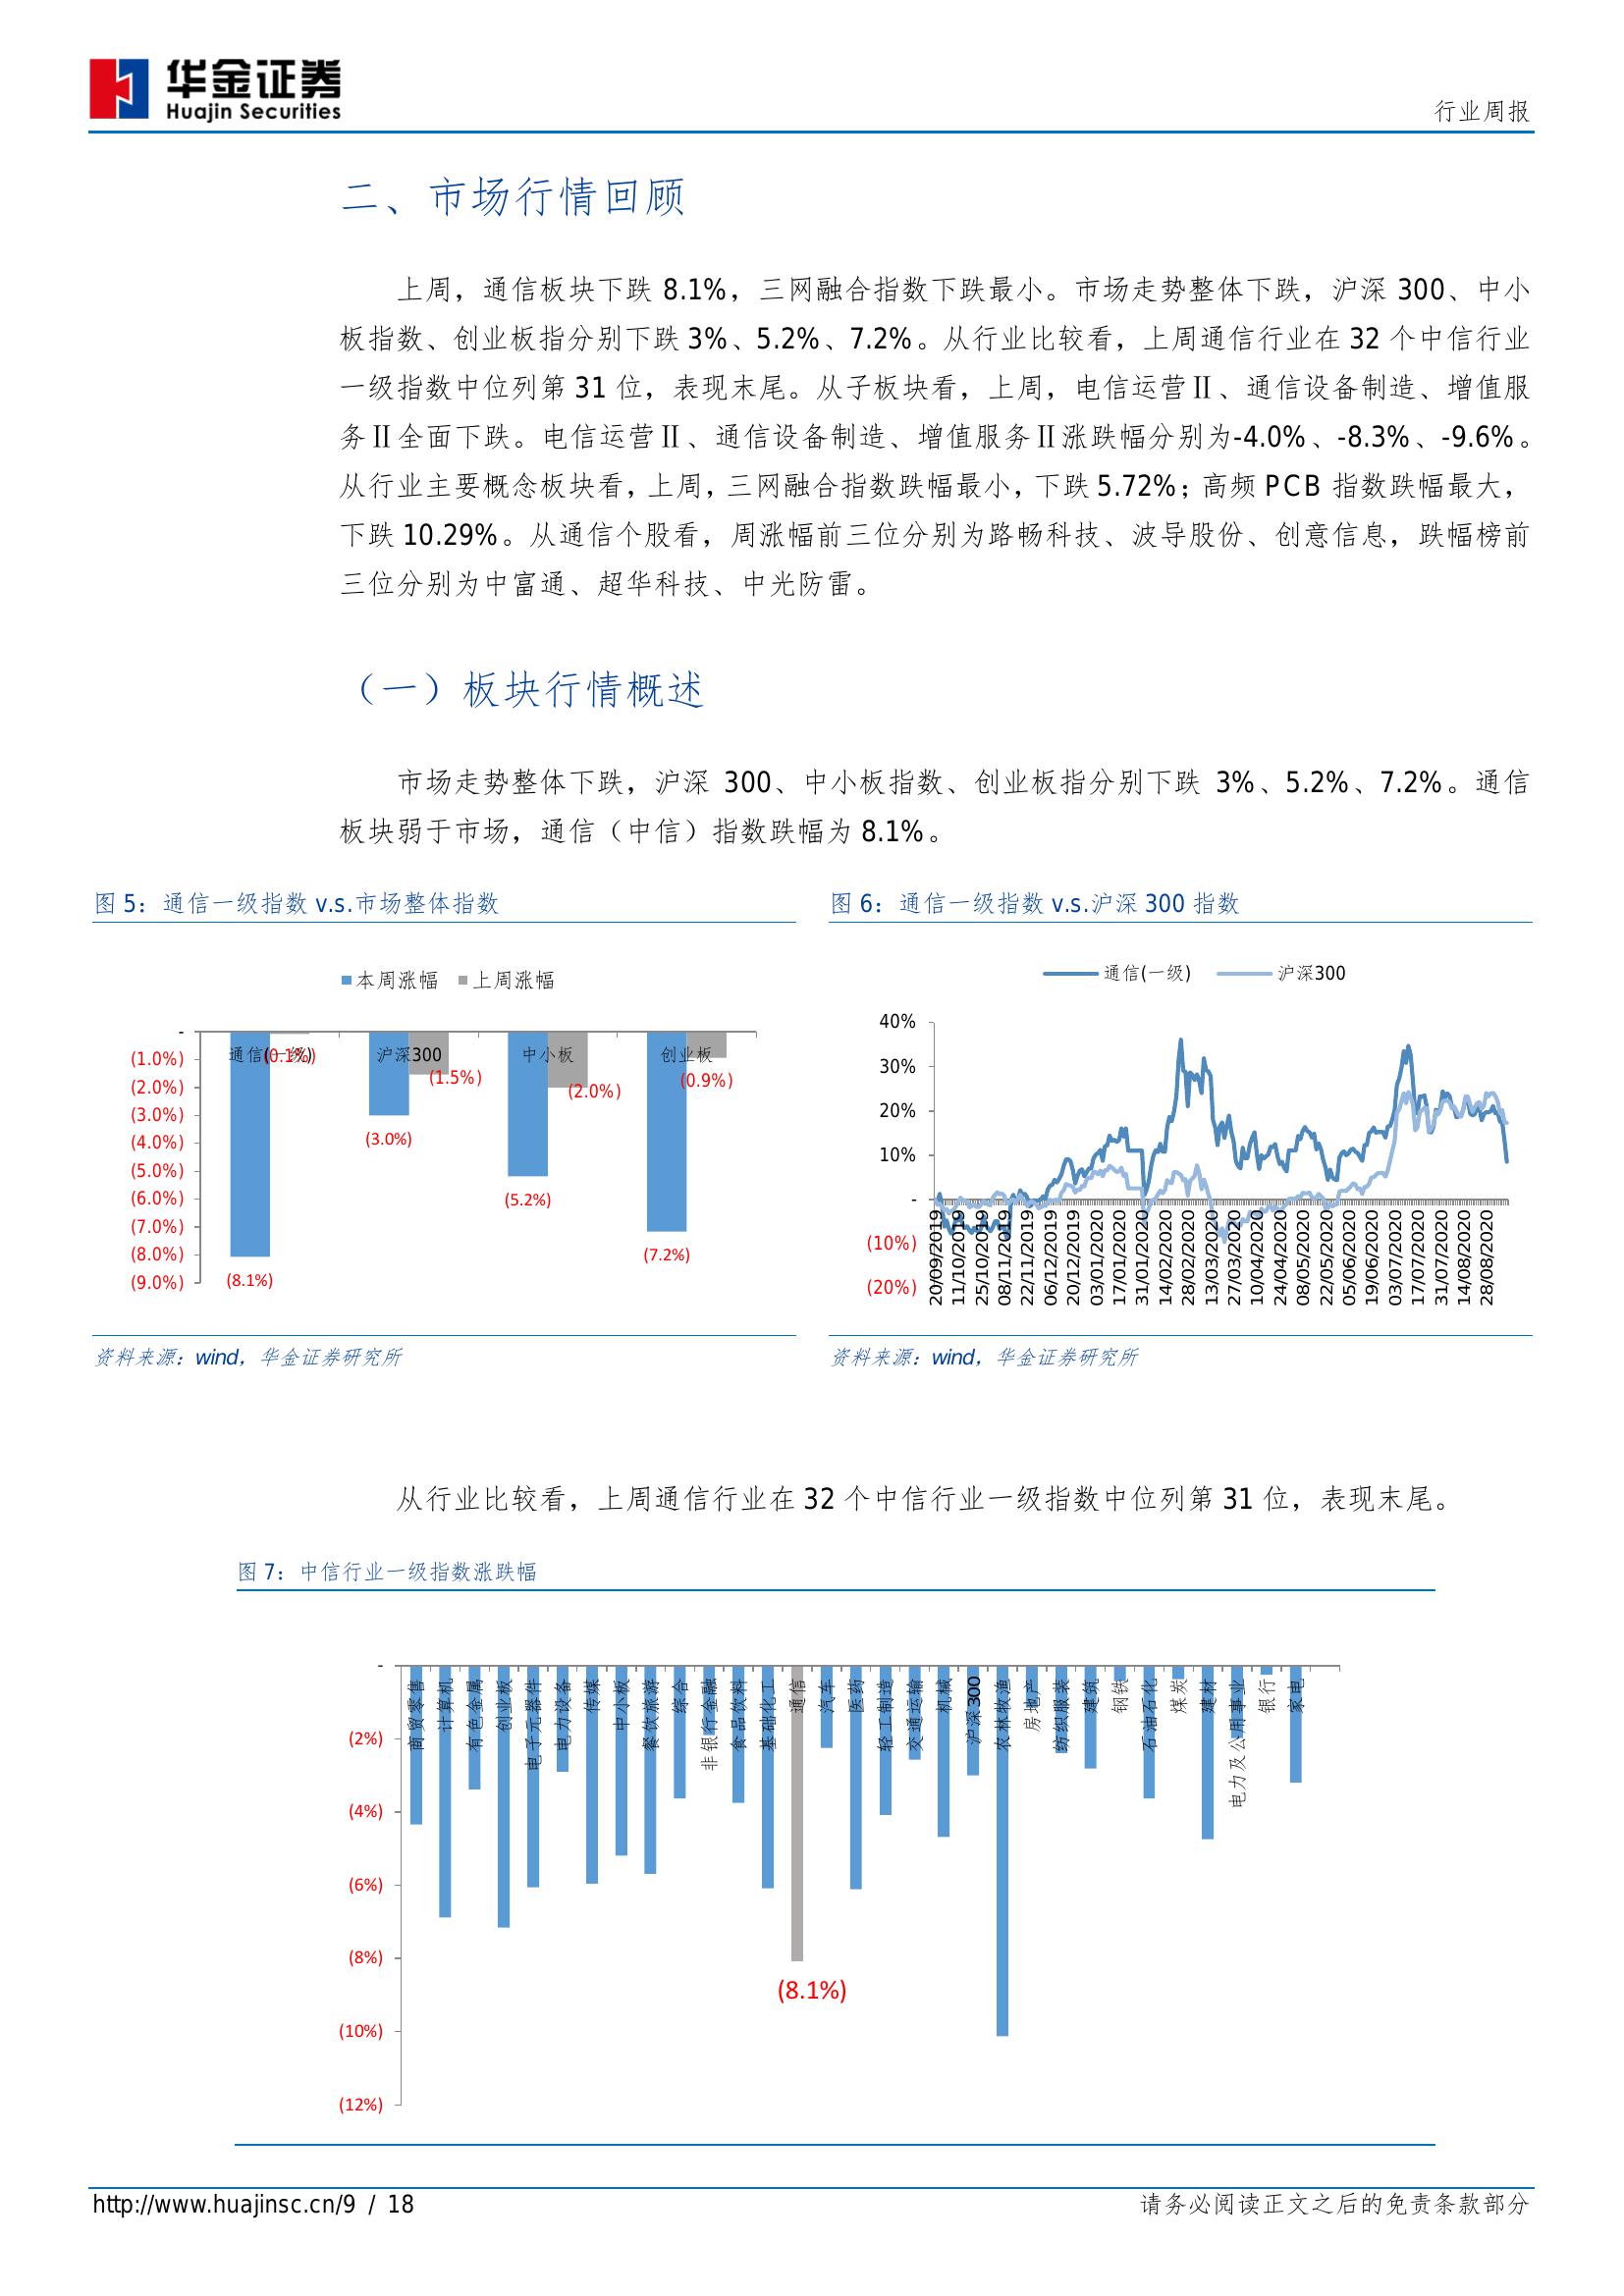 华金证券
Huajin Securities
行业周报
二、市场行情回顾
上周，通信板块下跌 8.1%，三网融合指数下跌最小。市场走势整体下跌，沪深 300、中小
板指数、创业板指分别下跌 3%、5.2%、7.2%。从行业比较看，上周通信行业在 32 个中信行业
一级指数中位列第 31 位，表现末尾。从子板块看，上周，电信运营Ⅱ、通信设备制造、增值服
务Ⅱ全面下跌。电信运营Ⅱ、通信设备制造、增值服务Ⅱ涨跌幅分别为-4.0%、-8.3%、-9.6%。
从行业主要概念板块看，上周，三网融合指数跌幅最小，下跌 5.72%；高频 PCB 指数跌幅最大，
下跌 10.29%。从通信个股看，周涨幅前三位分别为路畅科技、波导股份、创意信息，跌幅榜前
三位分别为中富通、超华科技、中光防雷。
（一）板块行情概述
市场走势整体下跌，沪深 300、中小板指数、创业板指分别下跌 3%、5.2%、7.2%。通信
板块弱于市场，通信（中信）指数跌幅为 8.1%。
图 5：通信一级指数 v.s.市场整体指数
本周涨幅 上周涨幅
-
(1.0%)
(2.0%)
(3.0%)
(4.0%)
(5.0%)
(6.0%)
(7.0%)
(8.0%)
(9.0%)
通信(一级) 沪深300 中小板 创业板
(0.1%)
(1.5%)
(2.0%)
(0.9%)
(8.1%)
(3.0%)
(5.2%)
(7.2%)
资料来源：wind，华金证券研究所
图 6：通信一级指数 v.s.沪深 300 指数
通信(一级) 沪深300
40%
30%
20%
10%
-
(10%)
(20%)
20/09/2019
11/10/2019
25/10/2019
08/11/2019
22/11/2019
06/12/2019
20/12/2019
03/01/2020
17/01/2020
31/01/2020
14/02/2020
28/02/2020
13/03/2020
27/03/2020
10/04/2020
24/04/2020
08/05/2020
22/05/2020
05/06/2020
19/06/2020
03/07/2020
17/07/2020
31/07/2020
14/08/2020
28/08/2020
资料来源：wind，华金证券研究所
从行业比较看，上周通信行业在 32 个中信行业一级指数中位列第 31 位，表现末尾。
图 7：中信行业一级指数涨跌幅
-
(2%)
(4%)
(6%)
(8%)
(10%)
(12%)
商贸零售
计算机
有色金属
创业板
电子元器件
电力设备
传媒
中小板
餐饮旅游
综合
非银行金融
食品饮料
基础化工
通信
汽车
医药
轻工制造
交通运输
机械
沪深300
农林牧渔
房地产
纺织服装
建筑
钢铁
石油石化
煤炭
建材
电力及公用事业
银行
家电
(8.1%)
http://www.huajinsc.cn/9 / 18
请务必阅读正文之后的免责条款部分